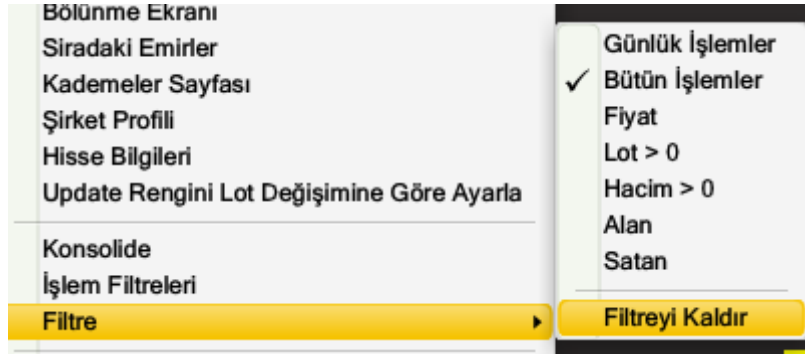 Bölünme Ekranı
Siradaki Emirler
Kademeler Sayfası
Şirket Profili
Hisse Bilgileri
Update Rengini Lot Değişimine Göre Ayarla
Konsolide
İşlem Filtreleri
Filtre
Günlük İşlemler
Bütün İşlemler
Fiyat
Lot > 0
Hacim > 0
Alan
Satan
Filtreyi Kaldır